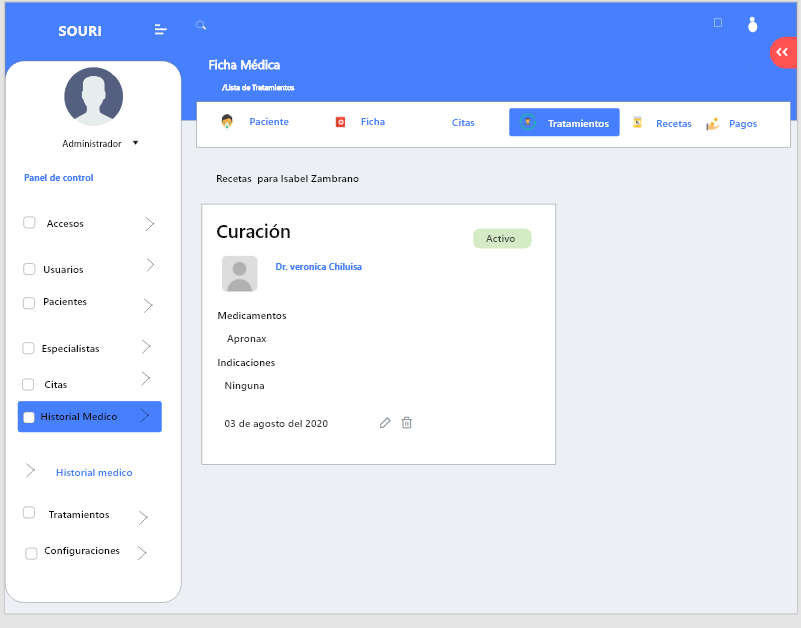 SOURI
Ficha Médica
/Lista de Tratamientos
Paciente
Ficha
Citas
Tratamientos
Recetas
Pagos
Administrador
Panel de control
Accesos
Usuarios
Pacientes
Especialistas
Citas
Historial Medico
Historial medico
Tratamientos
Configuraciones
Recetas para Isabel Zambrano
Curación
Activo
Dr. veronica Chiluisa
Medicamentos
Apronax
Indicaciones
Ninguna
03 de agosto del 2020